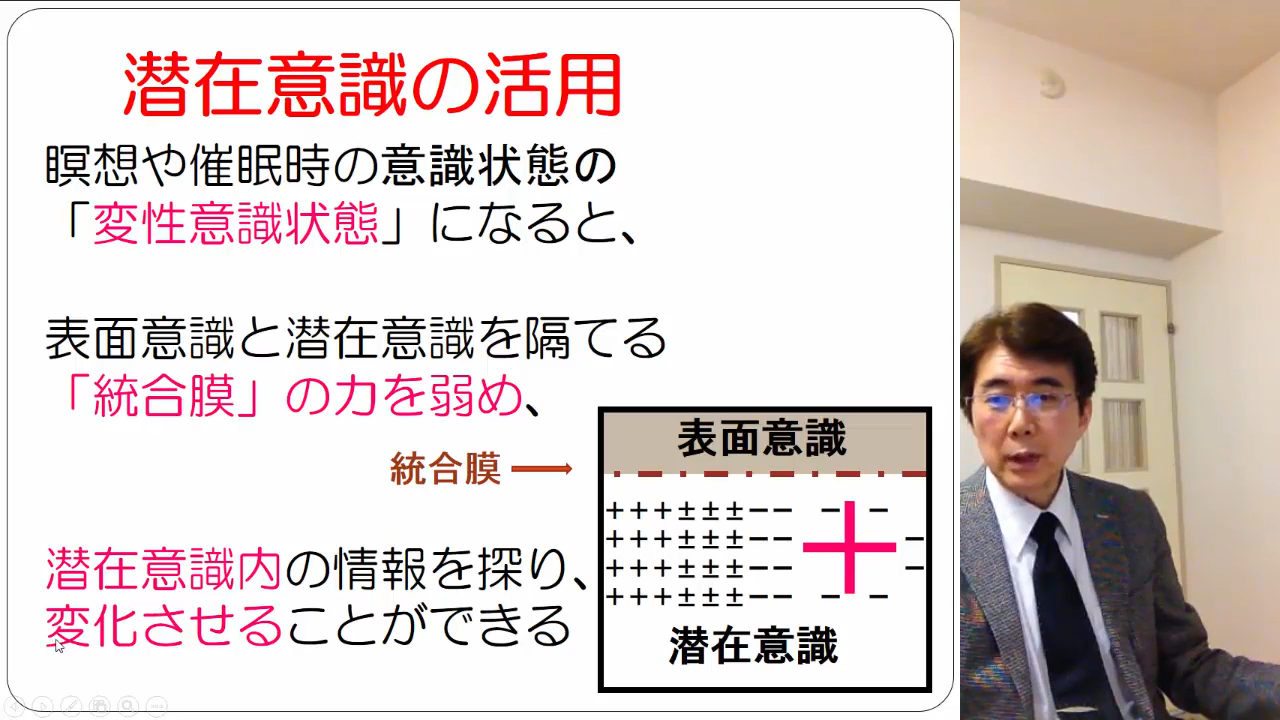 潜在意識の活用
瞑想や催眠時の意識状態の
「変性意識状態」になると、
表面意識と潜在意識を隔てる
「統合膜」の力を弱め、
統合膜
表面意識
+++±±±−− − −
+++±±±−− −
+++±±±−− −
+++±±±−− − −
潜在意識
潜在意識内の情報を探り、
変化させることができる